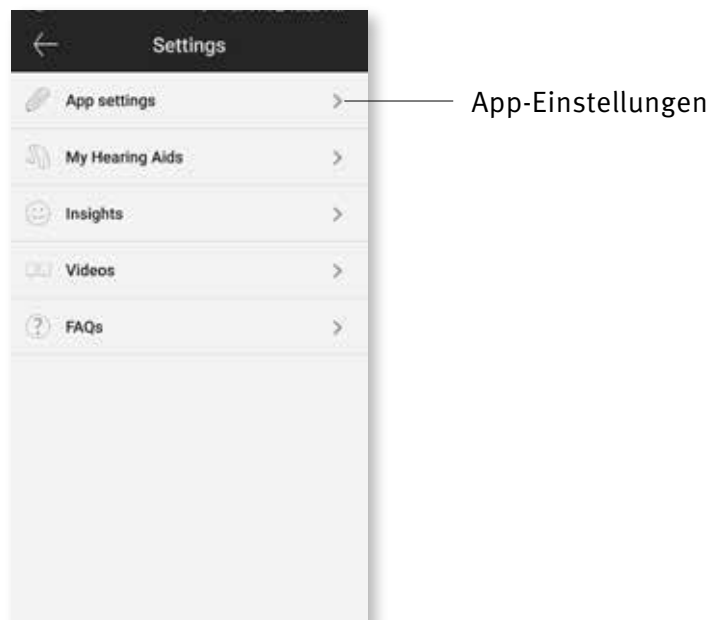 Settings
App settings
App-Einstellungen
My Hearing Aids
Insights
Videos
FAQs